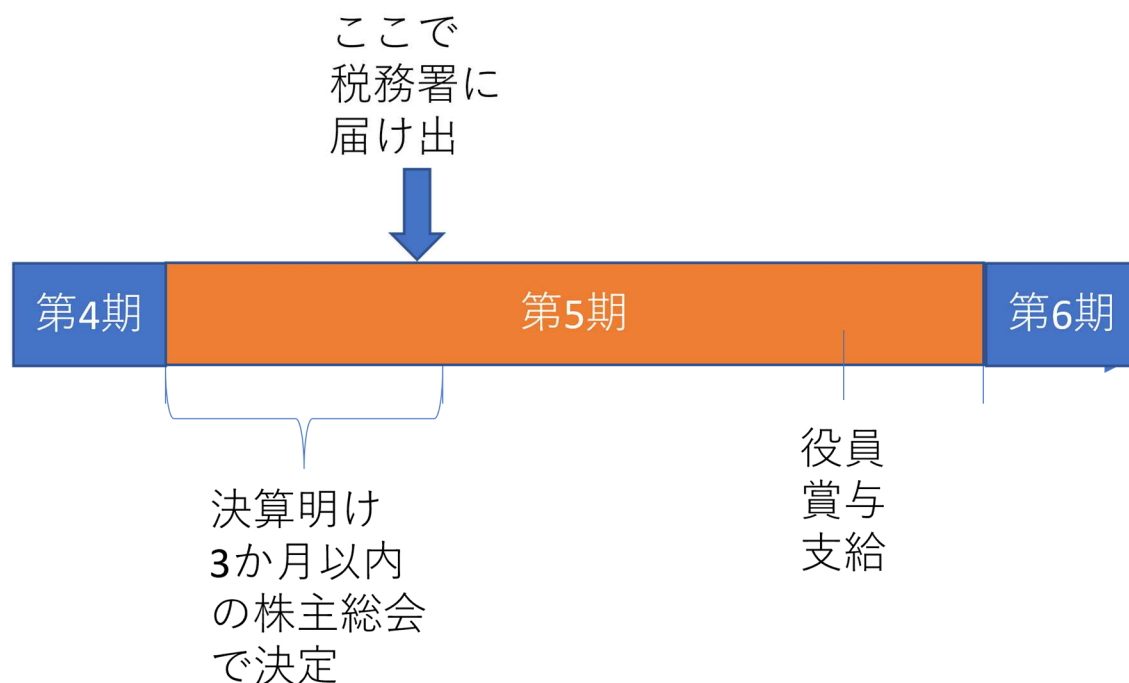 ここで
税務署に
届け出
第4期
第5期
第6期
決算明け
3か月以内
の株主総会
で決定
役員
賞与
支給